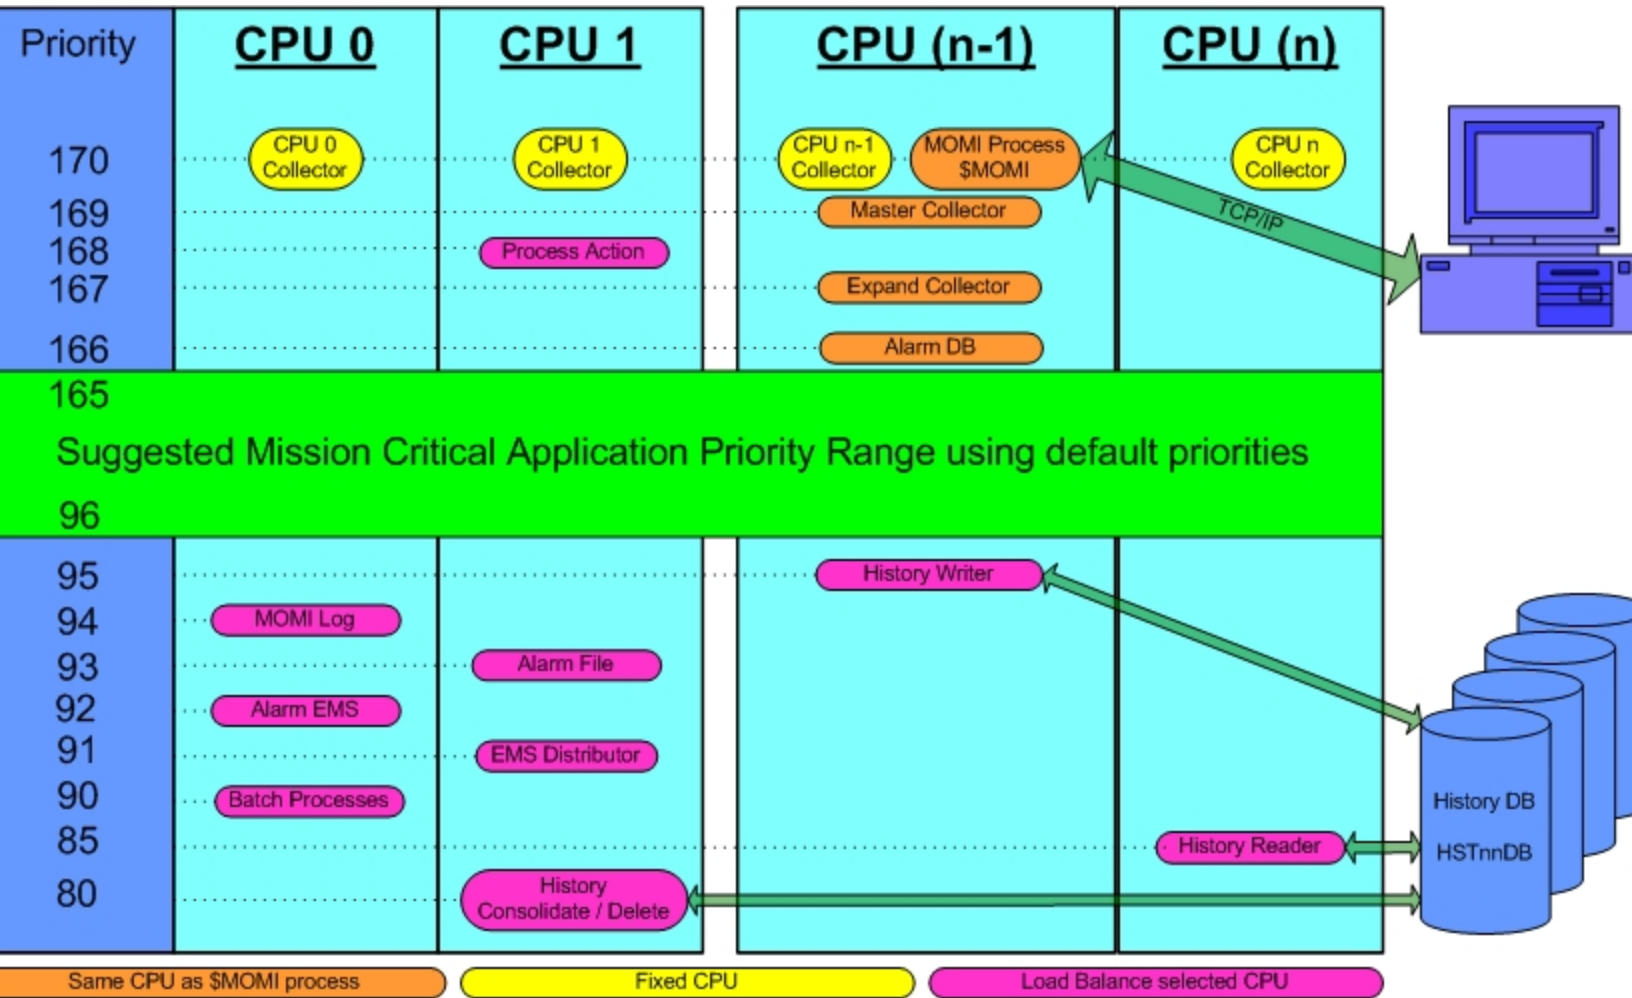 Priority
CPU 0
CPU 1
CPU (n-1)
CPU (n)
170
CPU 0
Collector
CPU 1
Collector
CPU n-1
Collector
MOMI Process
$MOMI
CPU n
Collector
169
Master Collector
TCP/IP
168
Process Action
167
Expand Collector
166
Alarm DB
165
Suggested Mission Critical Application Priority Range using default priorities
96
95
History Writer
94
MOMI Log
93
Alarm File
92
Alarm EMS
91
EMS Distributor
90
Batch Processes
History DB
85
History Reader
HSTnnDB
80
History
Consolidate / Delete
Same CPU as $MOMI process
Fixed CPU
Load Balance selected CPU